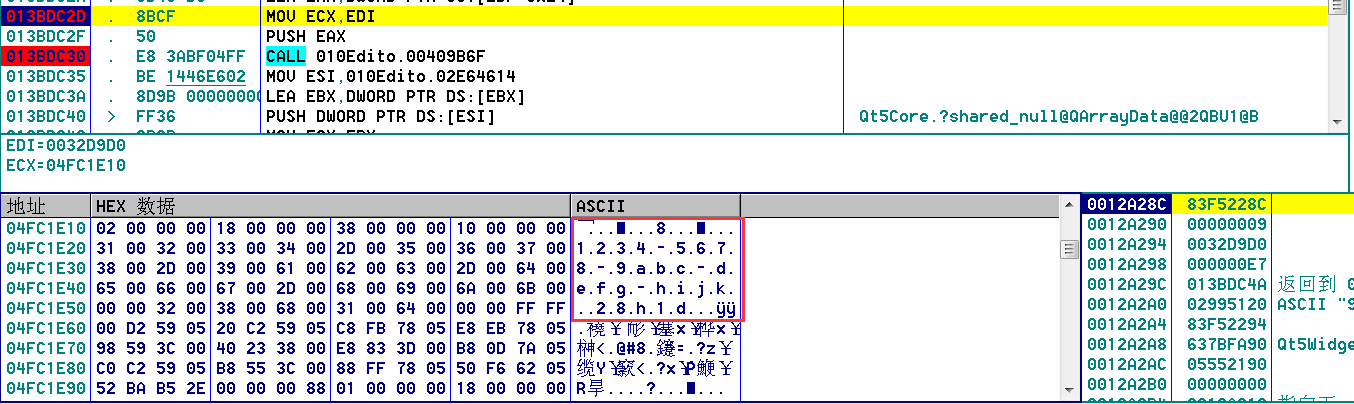 013BDC2D . 8BCF MOV ECX,EDI
013BDC2F . 50 PUSH EAX
013BDC30 . E8 3ABF04FF CALL 010Edito.00409B6F
013BDC35 . BE 1446E602 MOV ESI,010Edito.02E64614
013BDC3A . 8D9B 00000000 LEA EBX,DWORD PTR DS:[EBX]
013BDC40 > FF36 PUSH DWORD PTR DS:[ESI] Qt5Core.?shared_null@QArrayData@@2QBU1@B
EDI=0032D9D0
ECX=04FC1E10
地址 HEX 数据 ASCII
04FC1E10 02 00 00 00 18 00 00 00 38 00 00 00 10 00 00 00 ...■...8...■...
04FC1E20 31 00 32 00 33 00 34 00 2D 00 35 00 36 00 37 00 1.2.3.4.-.5.6.7.
04FC1E30 38 00 2D 00 39 00 61 00 62 00 63 00 2D 00 64 00 8.-.9.a.b.c.-.d.
04FC1E40 65 00 66 00 67 00 2D 00 68 00 69 00 6A 00 6B 00 e.f.g.-.h.i.j.k.
04FC1E50 00 00 32 00 38 00 68 00 31 00 64 00 00 00 FF FF ..2.8.h.1.d...ÿÿ
04FC1E60 00 D2 59 05 20 C2 59 05 C8 FB 78 05 E8 EB 78 05
04FC1E70 98 59 3C 00 40 23 38 00 E8 83 3D 00 B8 0D 7A 05
04FC1E80 C0 C2 59 05 B8 55 3C 00 88 FF 78 05 50 F6 62 05
04FC1E90 52 BA B5 2E 00 00 00 88 01 00 00 00 18 00 00 00 R旱....?...■...
0012A28C 83F5228C
0012A290 00000009
0012A294 0032D9D0
0012A298 000000E7
0012A29C 013BDC4A 返回到 0
0012A2A0 02995120 ASCII "9
0012A2A4 83F52294
0012A2A8 637BFA90 Qt5Widge
0012A2AC 05552190
0012A2B0 00000000